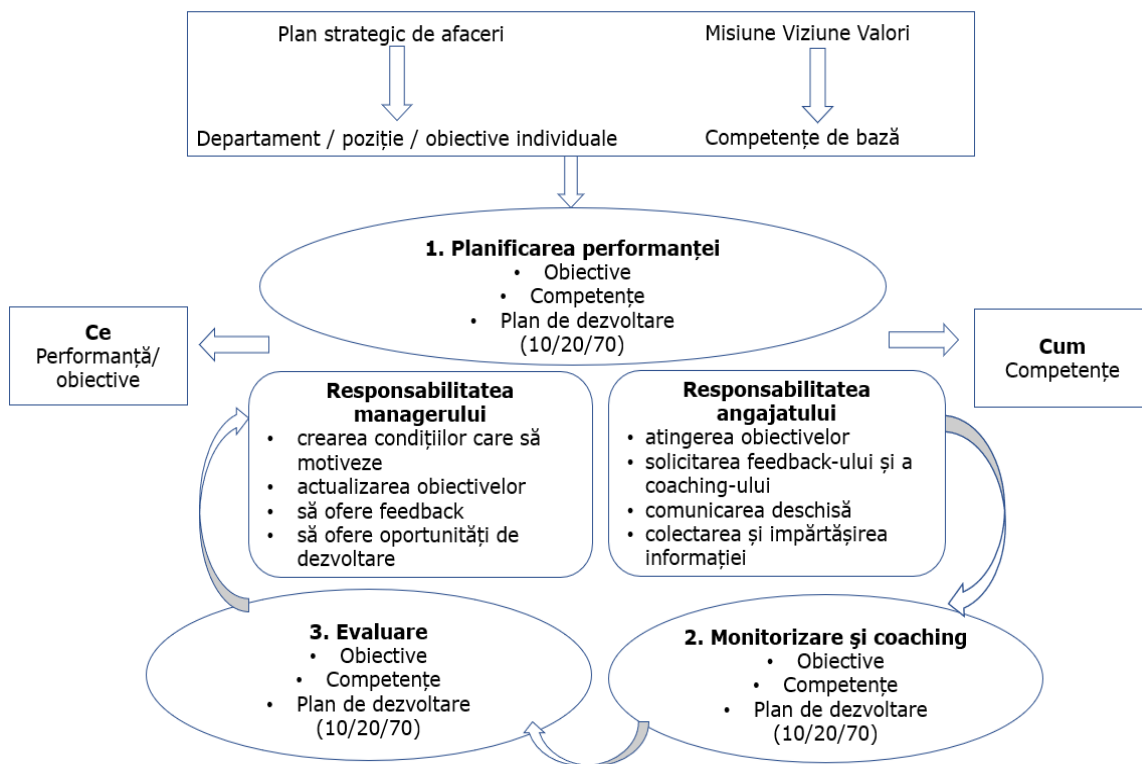 Plan strategic de afaceri
Misiune Viziune Valori
Departament / poziție / obiective individuale
Competențe de bază
1. Planificarea performanței
• Obiective
• Competențe
• Plan de dezvoltare
(10/20/70)
Ce
Performanță/
obiective
Cum
Competențe
Responsabilitatea
managerului
• crearea condițiilor care să
motiveze
• actualizarea obiectivelor
• să ofere feedback
• să ofere oportunități de
dezvoltare
Responsabilitatea
angajatului
• atingerea obiectivelor
• solicitarea feedback-ului și a
coaching-ului
• comunicarea deschisă
• colectarea și impărtășirea
informației
3. Evaluare
• Obiective
• Competențe
• Plan de dezvoltare
(10/20/70)
2. Monitorizare şi coaching
• Obiective
• Competențe
• Plan de dezvoltare
(10/20/70)